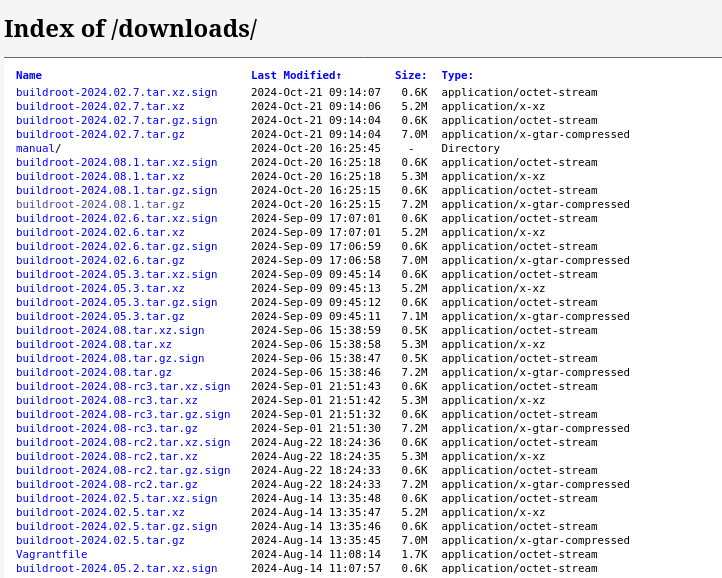 Index of /downloads/
Name Last Modified↑ Size: Type:
buildroot-2024.02.7.tar.xz.sign 2024-Oct-21 09:14:07 0.6K application/octet-stream
buildroot-2024.02.7.tar.xz 2024-Oct-21 09:14:06 5.2M application/x-xz
buildroot-2024.02.7.tar.gz.sign 2024-Oct-21 09:14:04 0.6K application/octet-stream
buildroot-2024.02.7.tar.gz 2024-Oct-21 09:14:04 7.0M application/x-gtar-compressed
manual/ 2024-Oct-20 16:25:45 - Directory
buildroot-2024.08.1.tar.xz.sign 2024-Oct-20 16:25:18 0.6K application/octet-stream
buildroot-2024.08.1.tar.xz 2024-Oct-20 16:25:18 5.3M application/x-xz
buildroot-2024.08.1.tar.gz.sign 2024-Oct-20 16:25:15 0.6K application/octet-stream
buildroot-2024.08.1.tar.gz 2024-Oct-20 16:25:15 7.2M application/x-gtar-compressed
buildroot-2024.02.6.tar.xz.sign 2024-Sep-09 17:07:01 0.6K application/octet-stream
buildroot-2024.02.6.tar.xz 2024-Sep-09 17:07:01 5.2M application/x-xz
buildroot-2024.02.6.tar.gz.sign 2024-Sep-09 17:06:59 0.6K application/octet-stream
buildroot-2024.02.6.tar.gz 2024-Sep-09 17:06:58 7.0M application/x-gtar-compressed
buildroot-2024.05.3.tar.xz.sign 2024-Sep-09 09:45:14 0.6K application/octet-stream
buildroot-2024.05.3.tar.xz 2024-Sep-09 09:45:13 5.2M application/x-xz
buildroot-2024.05.3.tar.gz.sign 2024-Sep-09 09:45:12 0.6K application/octet-stream
buildroot-2024.05.3.tar.gz 2024-Sep-09 09:45:11 7.1M application/x-gtar-compressed
buildroot-2024.08.tar.xz.sign 2024-Sep-06 15:38:59 0.5K application/octet-stream
buildroot-2024.08.tar.xz 2024-Sep-06 15:38:58 5.3M application/x-xz
buildroot-2024.08.tar.gz.sign 2024-Sep-06 15:38:47 0.5K application/octet-stream
buildroot-2024.08.tar.gz 2024-Sep-06 15:38:46 7.2M application/x-gtar-compressed
buildroot-2024.08-rc3.tar.xz.sign 2024-Sep-01 21:51:43 0.6K application/octet-stream
buildroot-2024.08-rc3.tar.xz 2024-Sep-01 21:51:42 5.3M application/x-xz
buildroot-2024.08-rc3.tar.gz.sign 2024-Sep-01 21:51:32 0.6K application/octet-stream
buildroot-2024.08-rc3.tar.gz 2024-Sep-01 21:51:30 7.2M application/x-gtar-compressed
buildroot-2024.08-rc2.tar.xz.sign 2024-Aug-22 18:24:36 0.6K application/octet-stream
buildroot-2024.08-rc2.tar.xz 2024-Aug-22 18:24:35 5.3M application/x-xz
buildroot-2024.08-rc2.tar.gz.sign 2024-Aug-22 18:24:33 0.6K application/octet-stream
buildroot-2024.08-rc2.tar.gz 2024-Aug-22 18:24:33 7.2M application/x-gtar-compressed
buildroot-2024.02.5.tar.xz.sign 2024-Aug-14 13:35:48 0.6K application/octet-stream
buildroot-2024.02.5.tar.xz 2024-Aug-14 13:35:47 5.2M application/x-xz
buildroot-2024.02.5.tar.gz.sign 2024-Aug-14 13:35:46 0.6K application/octet-stream
buildroot-2024.02.5.tar.gz 2024-Aug-14 13:35:45 7.0M application/x-gtar-compressed
Vagrantfile 2024-Aug-14 11:08:14 1.7K application/octet-stream
buildroot-2024.05.2.tar.xz.sign 2024-Aug-14 11:07:57 0.6K application/octet-stream